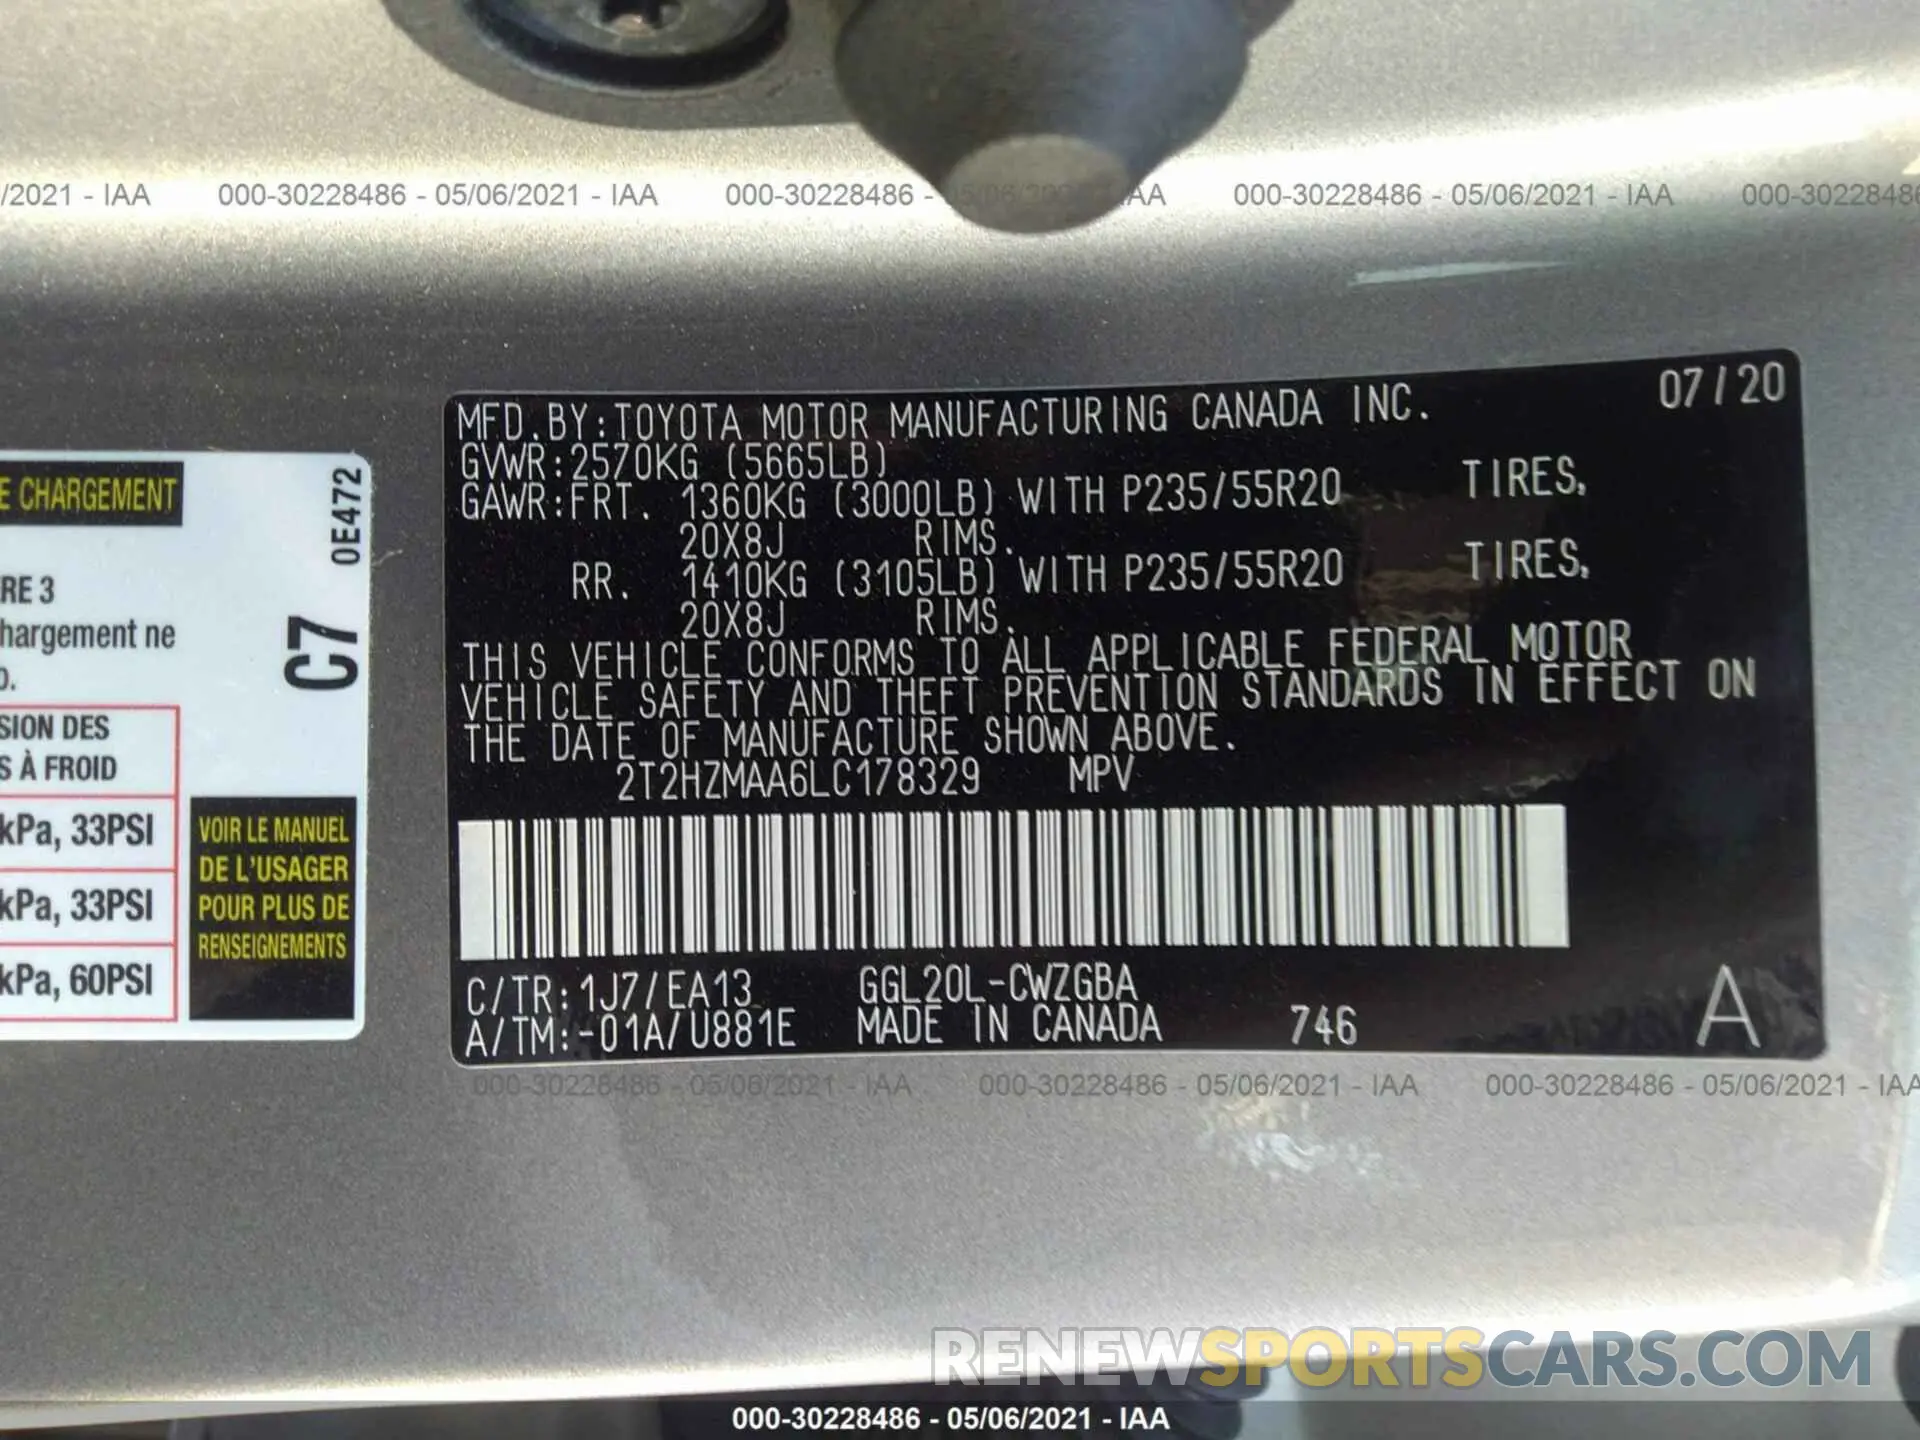 /2021 - IAA 000-30228486 - 05/06/2021 - IAA 000-30228486 - 05/06/2021 - IAA 000-30228486 - 05/06/2021 - IAA 000-3022848
E CHARGEMENT
0E472
RE 3
C7
hargement ne
SION DES
S À FROID
kPa, 33PSI
kPa, 33PSI
kPa, 60PSI
VOIR LE MANUEL
DE L'USAGER
POUR PLUS DE
RENSEIGNEMENTS
MFD.BY:TOYOTA MOTOR MANUFACTURING CANADA INC. 07/20
GVWR:2570KG (5665LB)
GAWR:FRT. 1360KG (3000LB) WITH P235/55R20 TIRES,
20X8J RIMS.
RR. 1410KG (3105LB) WITH P235/55R20 TIRES,
20X8J RIMS.
THIS VEHICLE CONFORMS TO ALL APPLICABLE FEDERAL MOTOR
VEHICLE SAFETY AND THEFT PREVENTION STANDARDS IN EFFECT ON
THE DATE OF MANUFACTURE SHOWN ABOVE.
2T2HZMAA6LC178329 MPV
C/TR:1J7/EA13 GGL20L-CWZGBA
A/TM:-01A/U881E MADE IN CANADA 746 A
000-30228486 - 05/06/2021 - IAA 000-30228486 - 05/06/2021 - IAA 000-30228486 - 05/06/2021 - IAA
RENEWSPORTSCARS.COM
000-30228486 - 05/06/2021 - IAA